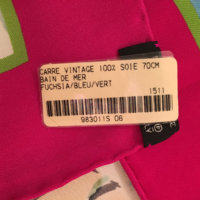 CARRE VINTAGE 100% SOIE 70CM
BAIN DE MER
FUCHSIA/BLEU/VERT
1511
983011S 06